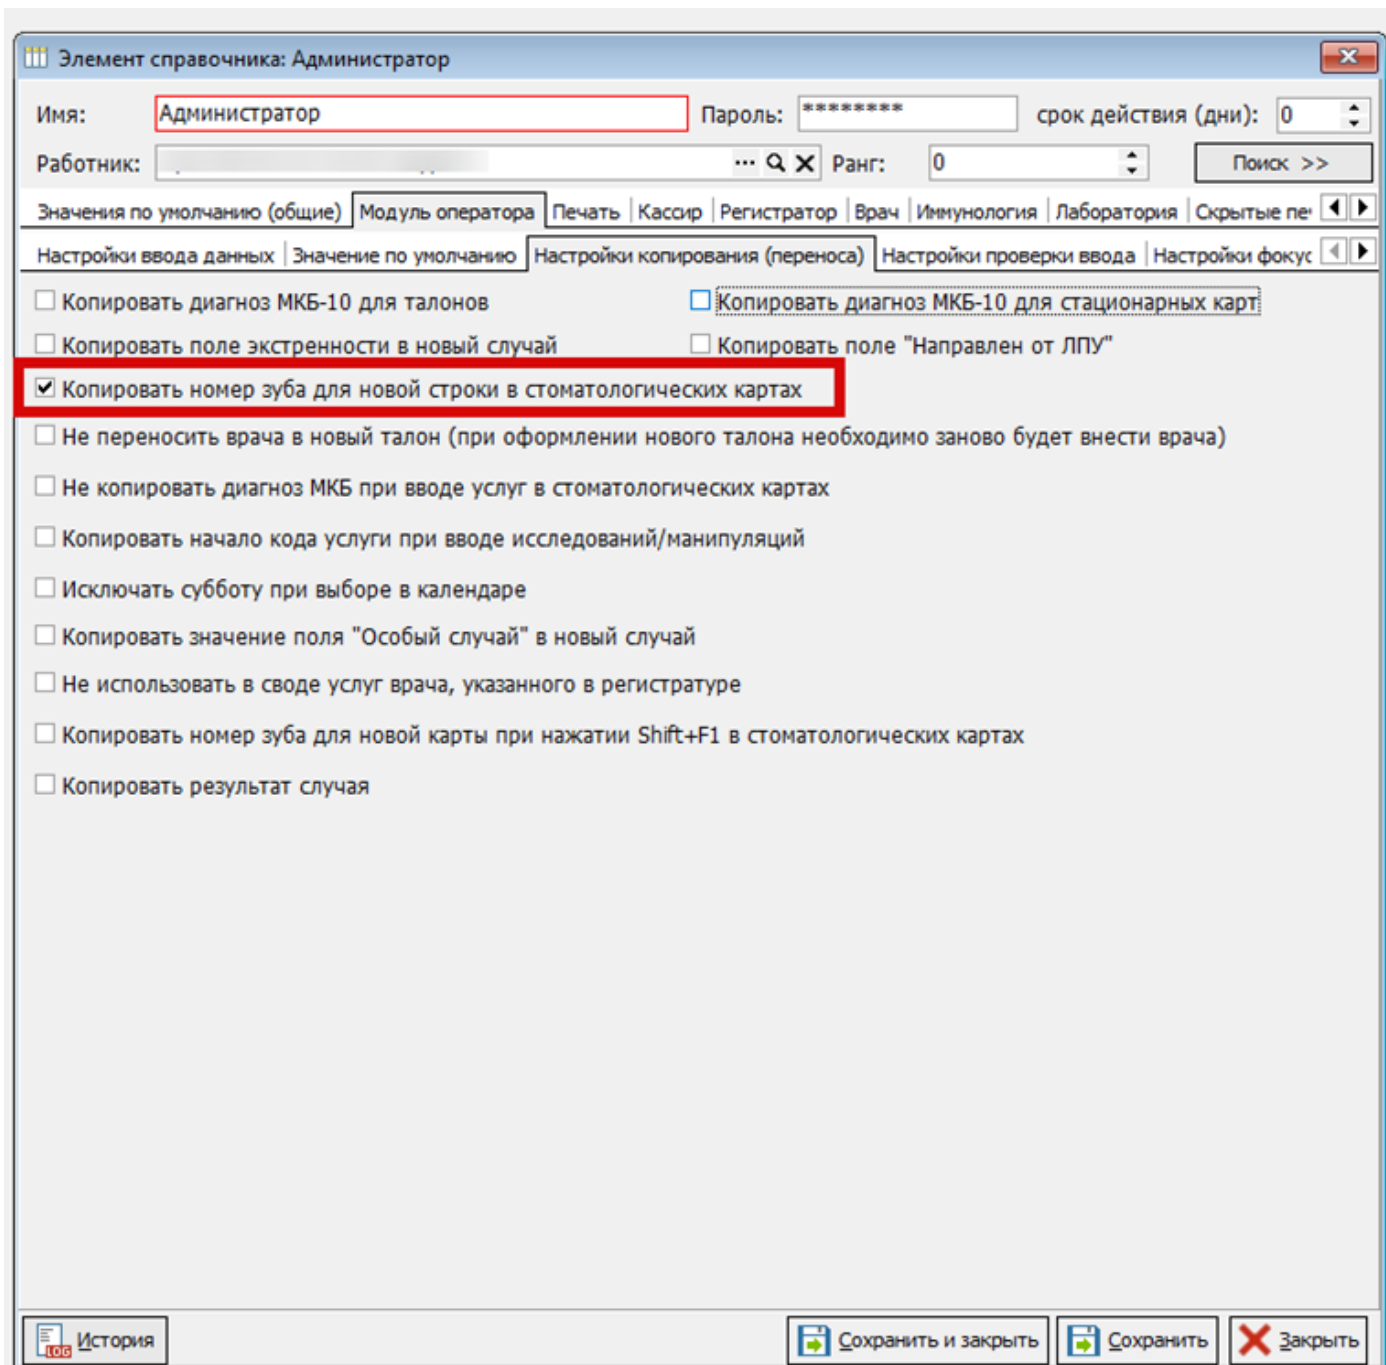 Элемент справочника: Администратор
Имя: Администратор Пароль: ******** срок действия (дни): 0
Работник: ... Ранг: 0 Поиск >>
Значения по умолчанию (общие) Модуль оператора Печать Кассир Регистратор Врач Иммунология Лаборатория Скрытые пе
Настройки ввода данных Значение по умолчанию Настройки копирования (переноса) Настройки проверки ввода Настройки фокус
Копировать диагноз МКБ-10 для талонов Копировать диагноз МКБ-10 для стационарных карт
Копировать поле экстренности в новый случай Копировать поле "Направлен от ЛПУ"
Копировать номер зуба для новой строки в стоматологических картах
Не переносить врача в новый талон (при оформлении нового талона необходимо заново будет внести врача)
Не копировать диагноз МКБ при вводе услуг в стоматологических картах
Копировать начало кода услуги при вводе исследований/манипуляций
Исключать субботу при выборе в календаре
Копировать значение поля "Особый случай" в новый случай
Не использовать в своде услуг врача, указанного в регистратуре
Копировать номер зуба для новой карты при нажатии Shift+F1 в стоматологических картах
Копировать результат случая
LOG История Сохранить и закрыть Сохранить Закрыть